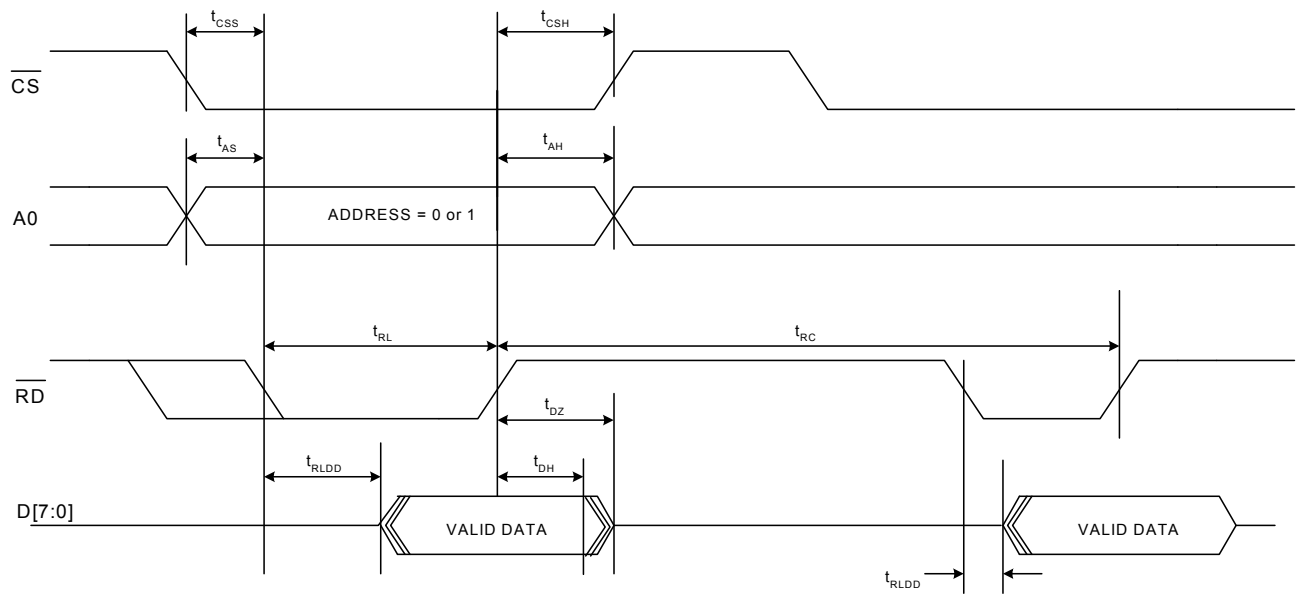 tCSS
tCSH
CS
tAS
tAH
A0
ADDRESS = 0 or 1
tRL
tRC
RD
tDZ
tRLDD
tDH
D[7:0]
VALID DATA
VALID DATA
tRLDD